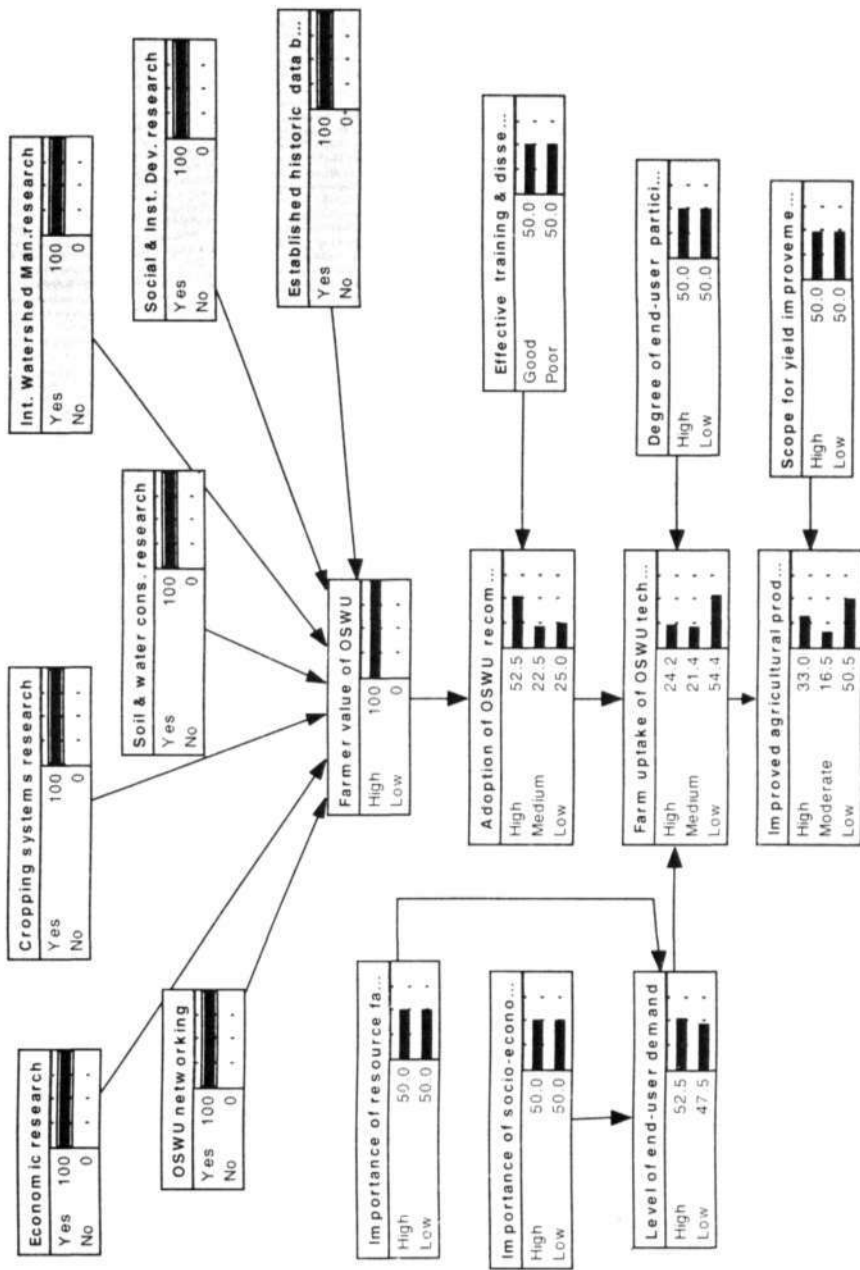 Economic research
Yes 100
No 0
Cropping systems research
Yes 100
No 0
Int. Watershed Man.research
Yes 100
No 0
OSWU networking
Yes 100
No 0
Soil & water cons. research
Yes 100
No 0
Social & Inst. Dev. research
Yes 100
No 0
Established historic data b...
Yes 100
No 0
Farmer value of OSWU
High 100
Low 0
Importance of resource fa...
High 50.0
Low 50.0
Adoption of OSWU recom...
High 52.5
Medium 22.5
Low 25.0
Effective training & disse...
Good 50.0
Poor 50.0
Importance of socio-econo...
High 50.0
Low 50.0
Farm uptake of OSWU tech...
High 24.2
Medium 21.4
Low 54.4
Degree of end-user partici...
High 50.0
Low 50.0
Level of end-user demand
High 52.5
Low 47.5
Improved agricultural prod...
High 33.0
Moderate 16.5
Low 50.5
Scope for yield improveme...
High 50.0
Low 50.0